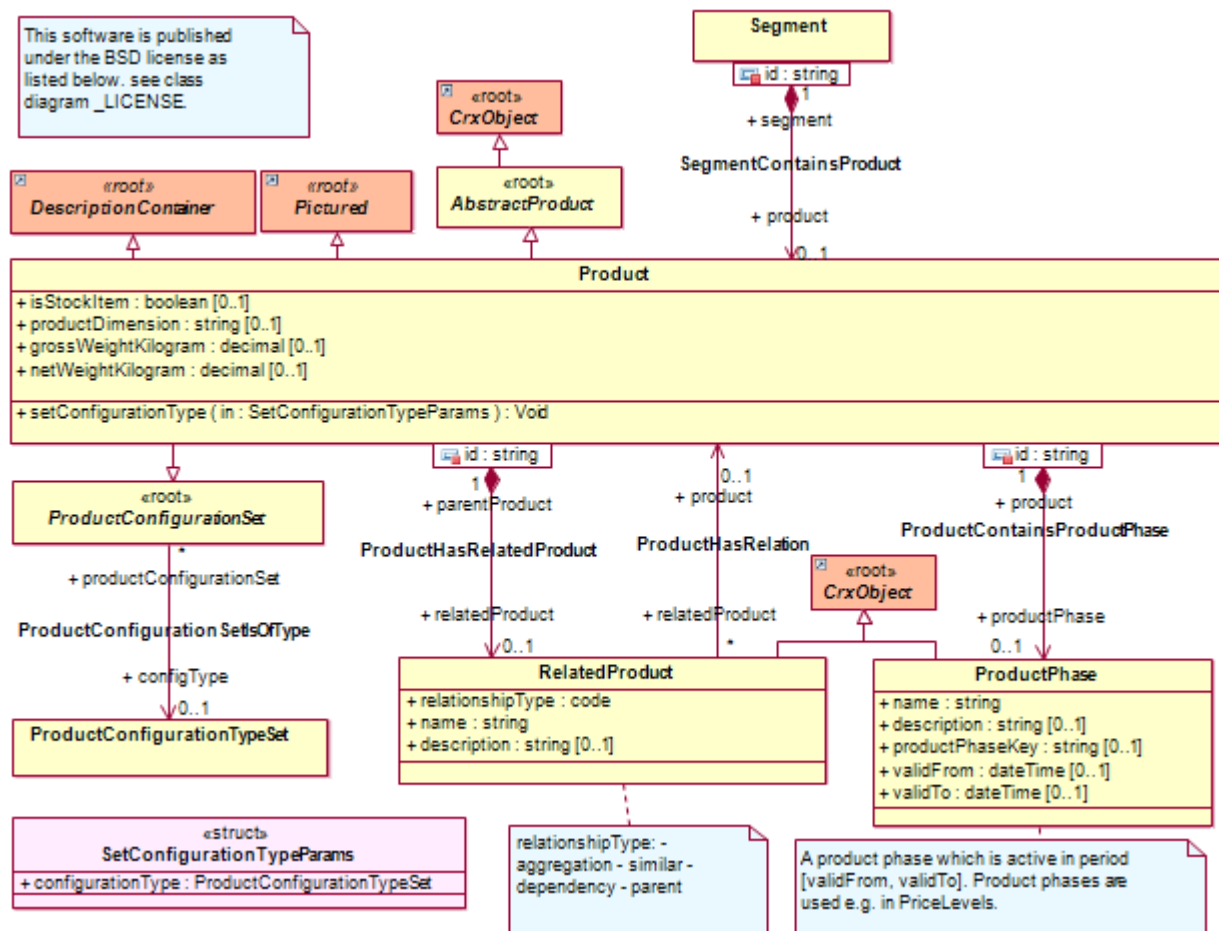 This software is published
under the BSD license as
listed below. see class
diagram _LICENSE.
Segment
id : string
1
+ segment
SegmentContainsProduct
+ product
0..1
«root»
CrxObject
«root»
DescriptionContainer
«root»
Pictured
«root»
AbstractProduct
Product
+ isStockItem : boolean [0..1]
+ productDimension : string [0..1]
+ grossWeightKilogram : decimal [0..1]
+ netWeightKilogram : decimal [0..1]
+ setConfigurationType ( in : SetConfigurationTypeParams ) : Void
id : string
1
+ parentProduct
ProductHasRelatedProduct
+ relatedProduct
0..1
0..1
+ product
ProductHasRelation
+ relatedProduct
*
id : string
1
+ product
ProductContainsProductPhase
+ productPhase
0..1
«root»
ProductConfigurationSet
*
+ productConfigurationSet
ProductConfiguration SetIsOfType
+ configType
0..1
ProductConfigurationTypeSet
«root»
CrxObject
RelatedProduct
+ relationshipType : code
+ name : string
+ description : string [0..1]
ProductPhase
+ name : string
+ description : string [0..1]
+ productPhaseKey : string [0..1]
+ validFrom : dateTime [0..1]
+ validTo : dateTime [0..1]
«struct»
SetConfigurationTypeParams
+ configurationType : ProductConfigurationTypeSet
relationshipType: -
aggregation - similar -
dependency - parent
A product phase which is active in period
[validFrom, validTo]. Product phases are
used e.g. in PriceLevels.